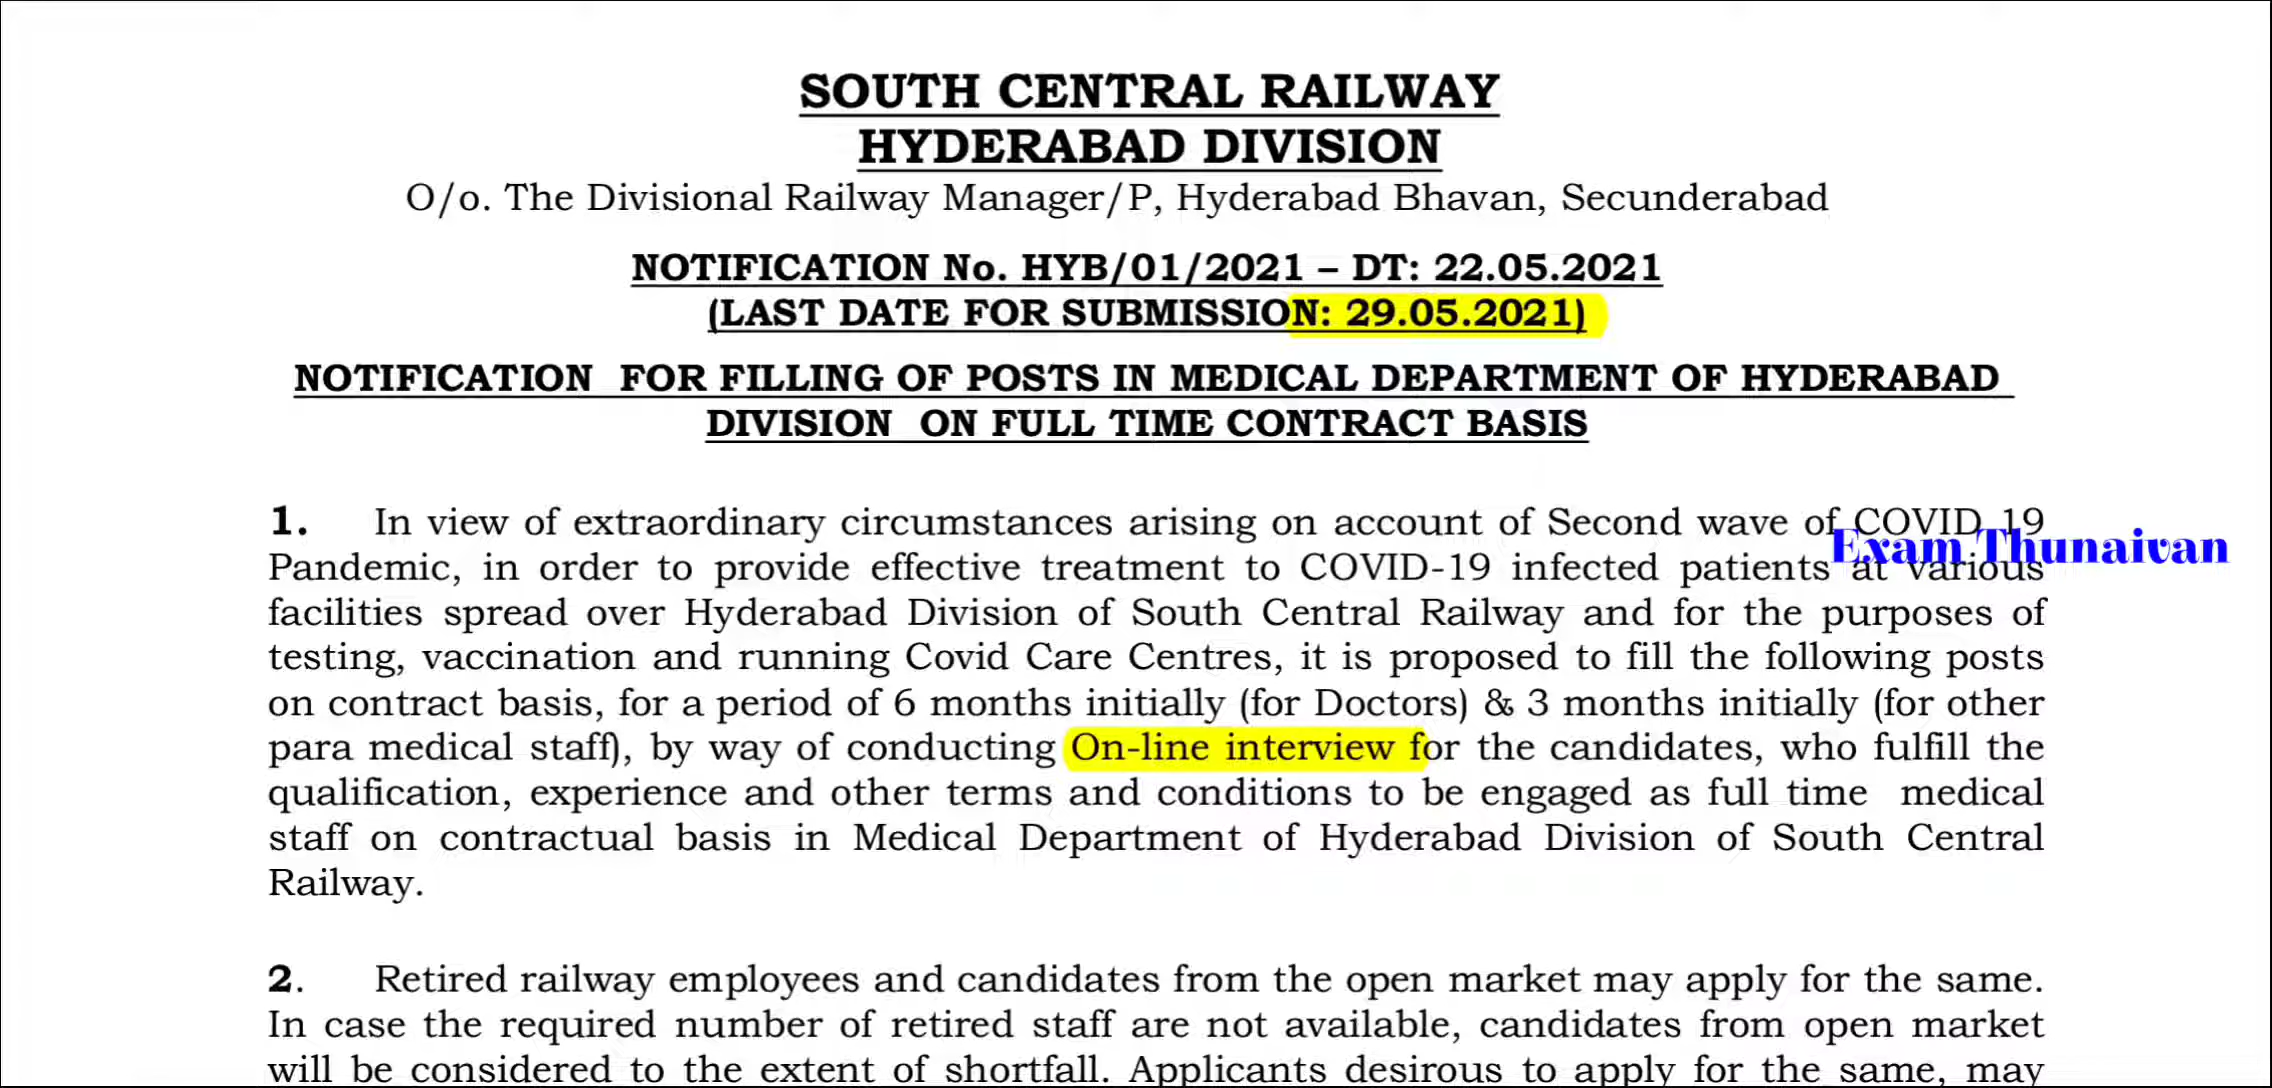 SOUTH CENTRAL RAILWAY
HYDERABAD DIVISION
O/o. The Divisional Railway Manager/P, Hyderabad Bhavan, Secunderabad
NOTIFICATION No. HYB/01/2021 – DT: 22.05.2021
(LAST DATE FOR SUBMISSION: 29.05.2021)
NOTIFICATION FOR FILLING OF POSTS IN MEDICAL DEPARTMENT OF HYDERABAD
DIVISION ON FULL TIME CONTRACT BASIS
1. In view of extraordinary circumstances arising on account of Second wave of COVID 19
Exam Thunaivan
Pandemic, in order to provide effective treatment to COVID-19 infected patients at various
facilities spread over Hyderabad Division of South Central Railway and for the purposes of
testing, vaccination and running Covid Care Centres, it is proposed to fill the following posts
on contract basis, for a period of 6 months initially (for Doctors) & 3 months initially (for other
para medical staff), by way of conducting On-line interview for the candidates, who fulfill the
qualification, experience and other terms and conditions to be engaged as full time medical
staff on contractual basis in Medical Department of Hyderabad Division of South Central
Railway.
2. Retired railway employees and candidates from the open market may apply for the same.
In case the required number of retired staff are not available, candidates from open market
will be considered to the extent of shortfall. Applicants desirous to apply for the same, may